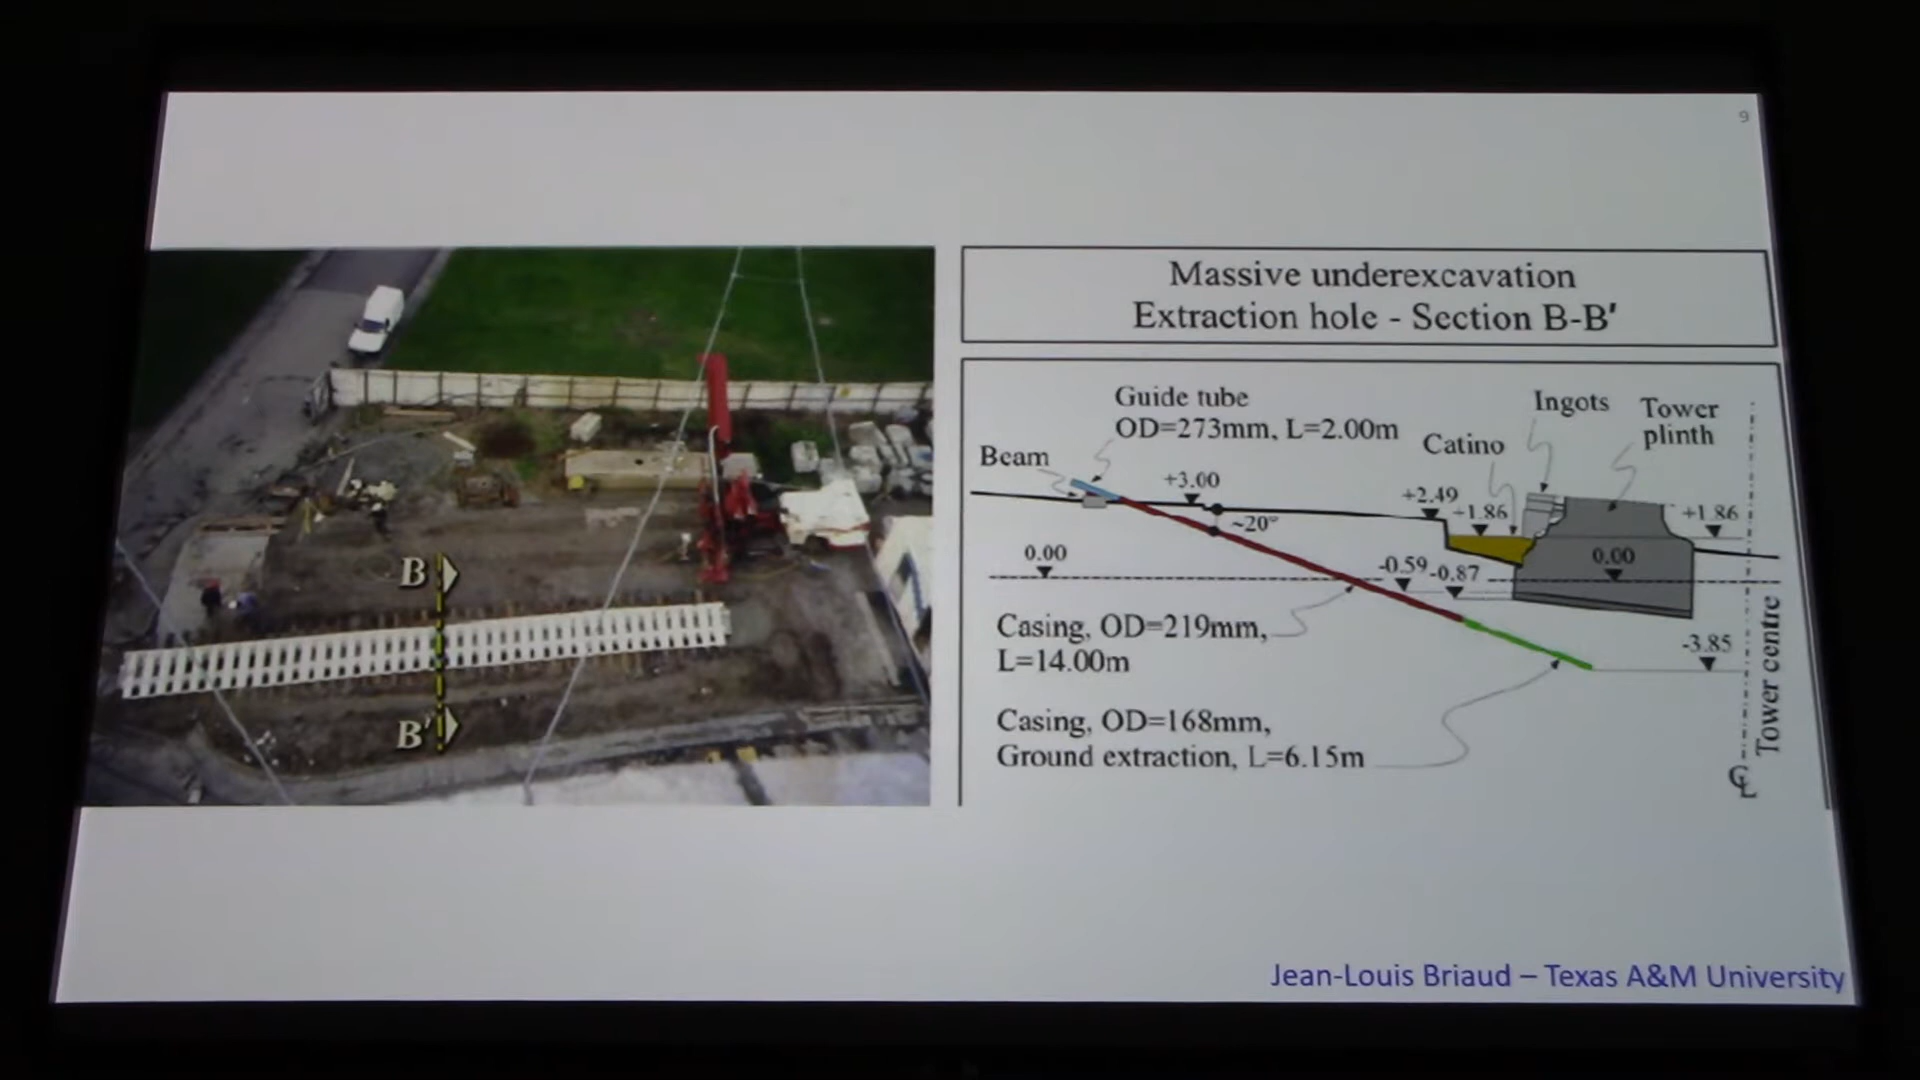 9
Massive underexcavation
Extraction hole - Section B-B'
Guide tube
OD=273mm, L=2.00m
Beam
+3.00
~20°
Ingots
Tower
plinth
Catino
+2.49
+1.86
+1.86
0.00
0.00
-0.59
-0.87
Casing, OD=219mm,
L=14.00m
-3.85
Casing, OD=168mm,
Ground extraction, L=6.15m
Tower centre
CL
B
B'
Jean-Louis Briaud – Texas A&M University